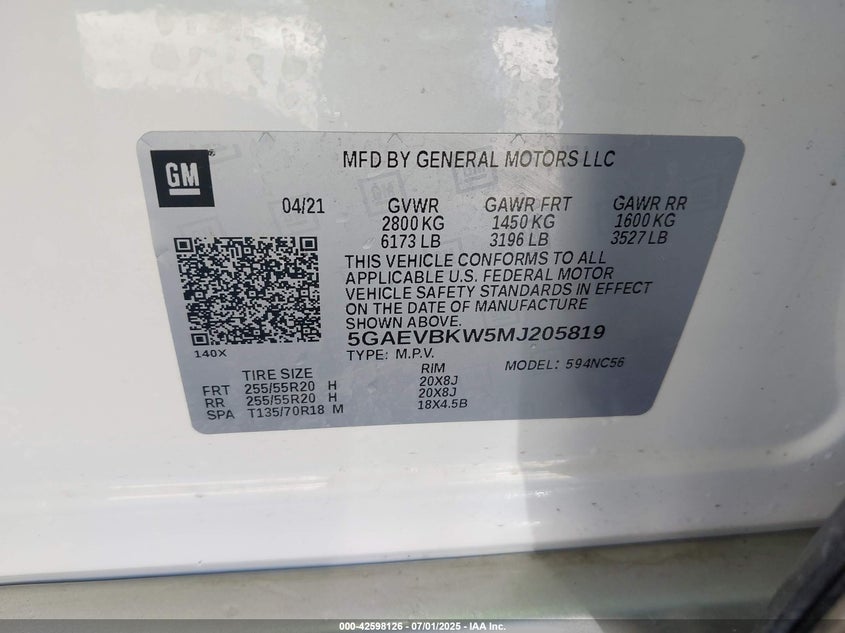 GM
MFD BY GENERAL MOTORS LLC
04/21 GVWR GAWR FRT GAWR RR
2800 KG 1450 KG 1600 KG
6173 LB 3196 LB 3527 LB
THIS VEHICLE CONFORMS TO ALL
APPLICABLE U.S. FEDERAL MOTOR
VEHICLE SAFETY STANDARDS IN EFFECT
ON THE DATE OF MANUFACTURE
SHOWN ABOVE.
5GAEVBKW5MJ205819
140X
TYPE: M.P.V. MODEL: 594NC56
TIRE SIZE RIM
FRT 255/55R20 H 20X8J
RR 255/55R20 H 20X8J
SPA T135/70R18 M 18X4.5B
000-42598126 - 07/01/2025 - IAA Inc.